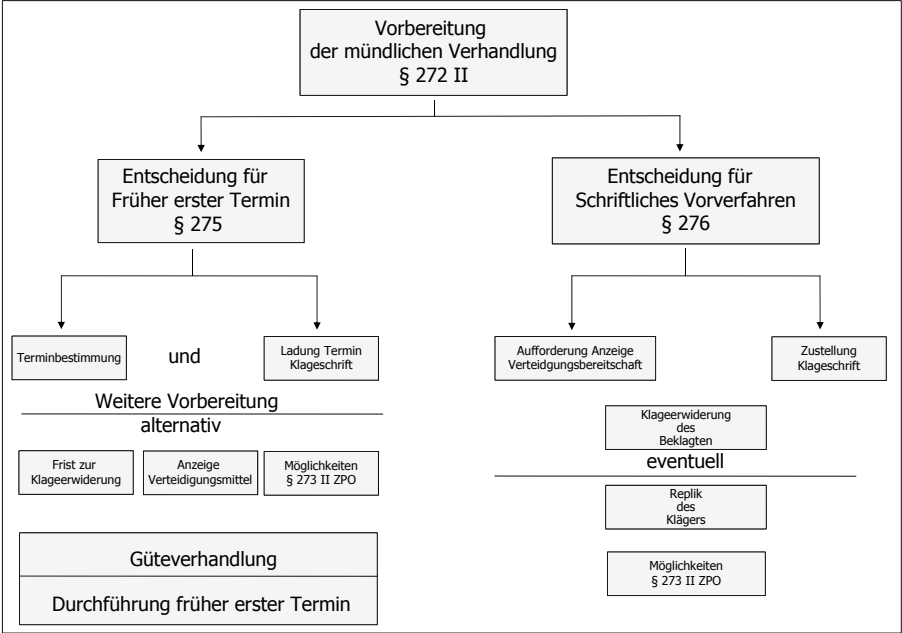 Vorbereitung
der mündlichen Verhandlung
§ 272 II
Entscheidung für
Früher erster Termin
§ 275
Entscheidung für
Schriftliches Vorverfahren
§ 276
Terminbestimmung
und
Ladung Termin
Klageschrift
Aufforderung Anzeige
Verteidgungsbereitschaft
Zustellung
Klageschrift
Weitere Vorbereitung
alternativ
Frist zur
Klageerwiderung
Anzeige
Verteidigungsmittel
Möglichkeiten
§ 273 II ZPO
Klageerwiderung
des
Beklagten
eventuell
Replik
des
Klägers
Möglichkeiten
§ 273 II ZPO
Güteverhandlung
Durchführung früher erster Termin